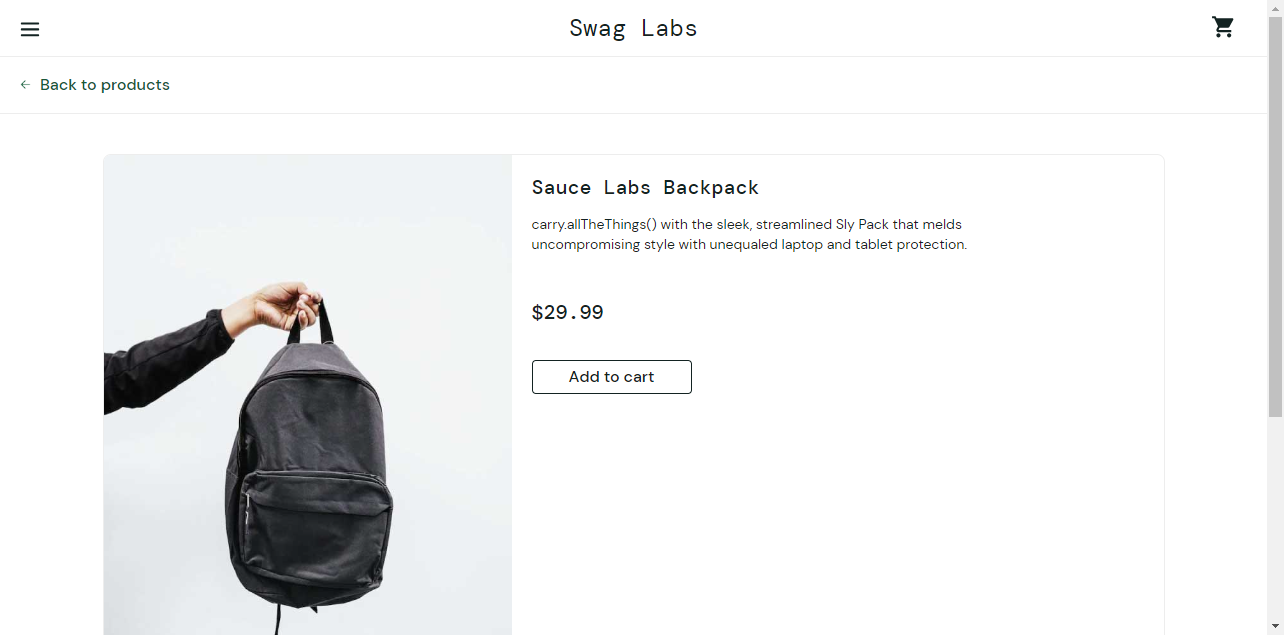 Swag Labs
Back to products
Sauce Labs Backpack
carry.allTheThings() with the sleek, streamlined Sly Pack that melds
uncompromising style with unequaled laptop and tablet protection.
$29.99
Add to cart